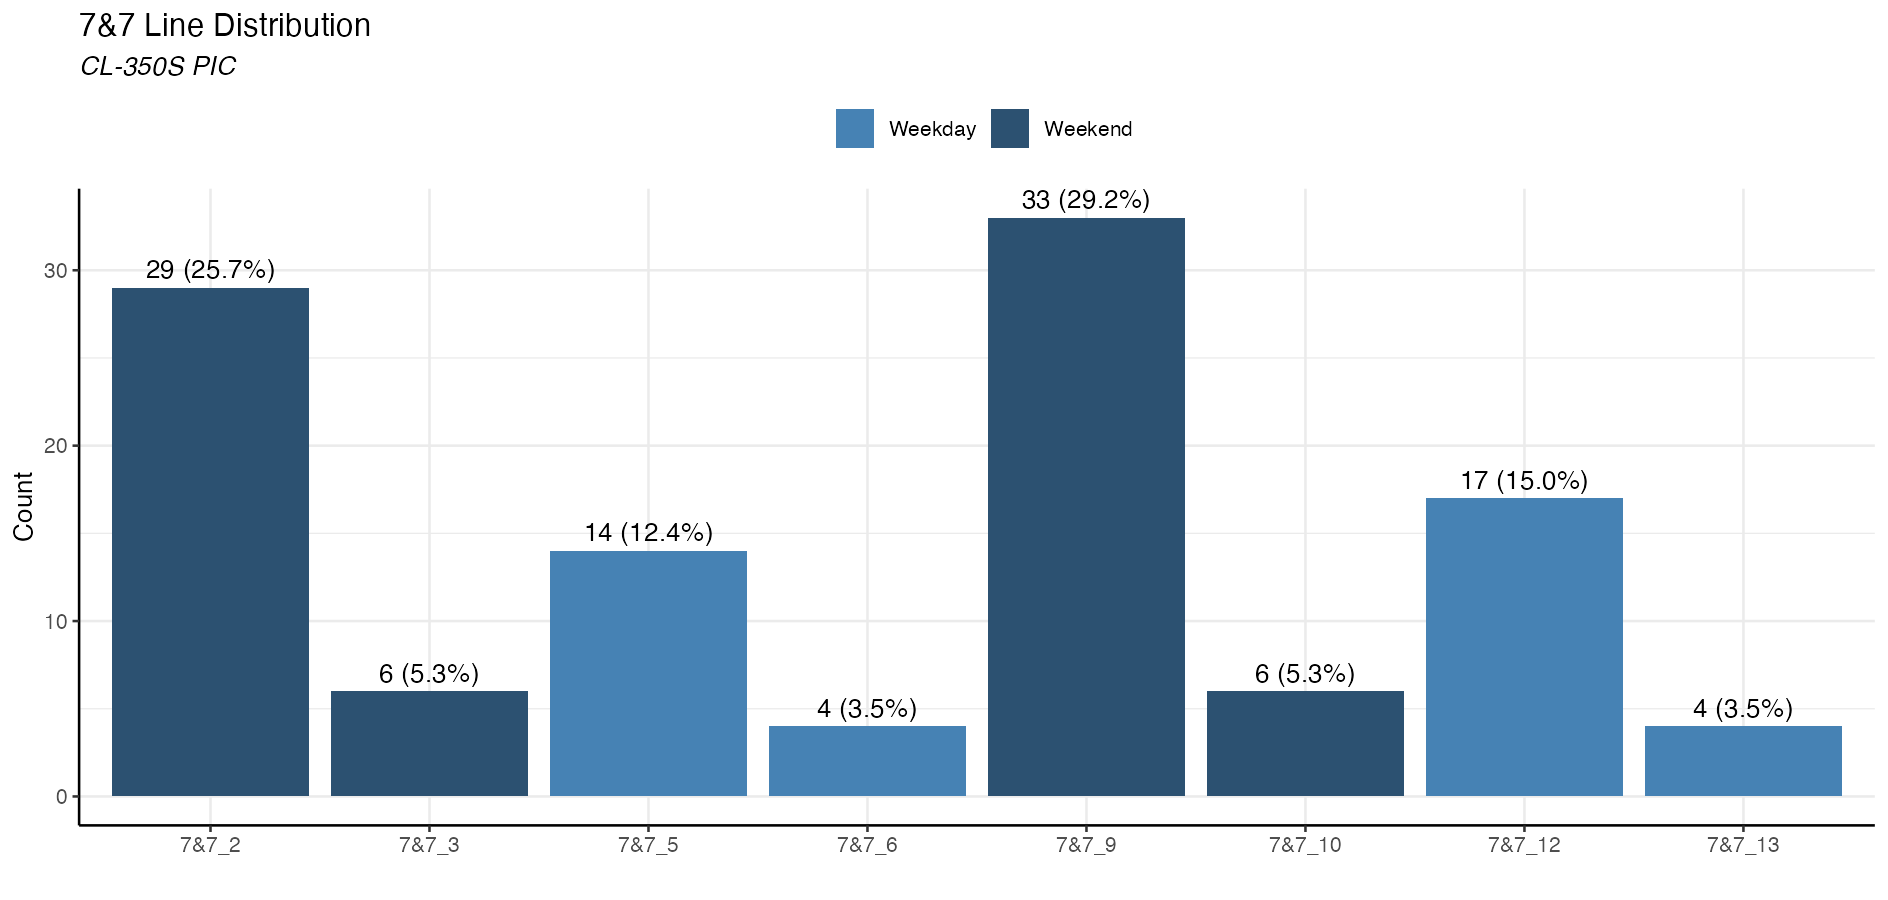 7&7 Line Distribution
CL-350S PIC
Weekday Weekend
33 (29.2%)
29 (25.7%)
17 (15.0%)
14 (12.4%)
6 (5.3%)
6 (5.3%)
4 (3.5%)
4 (3.5%)
30
20
10
0
Count
7&7_2 7&7_3 7&7_5 7&7_6 7&7_9 7&7_10 7&7_12 7&7_13